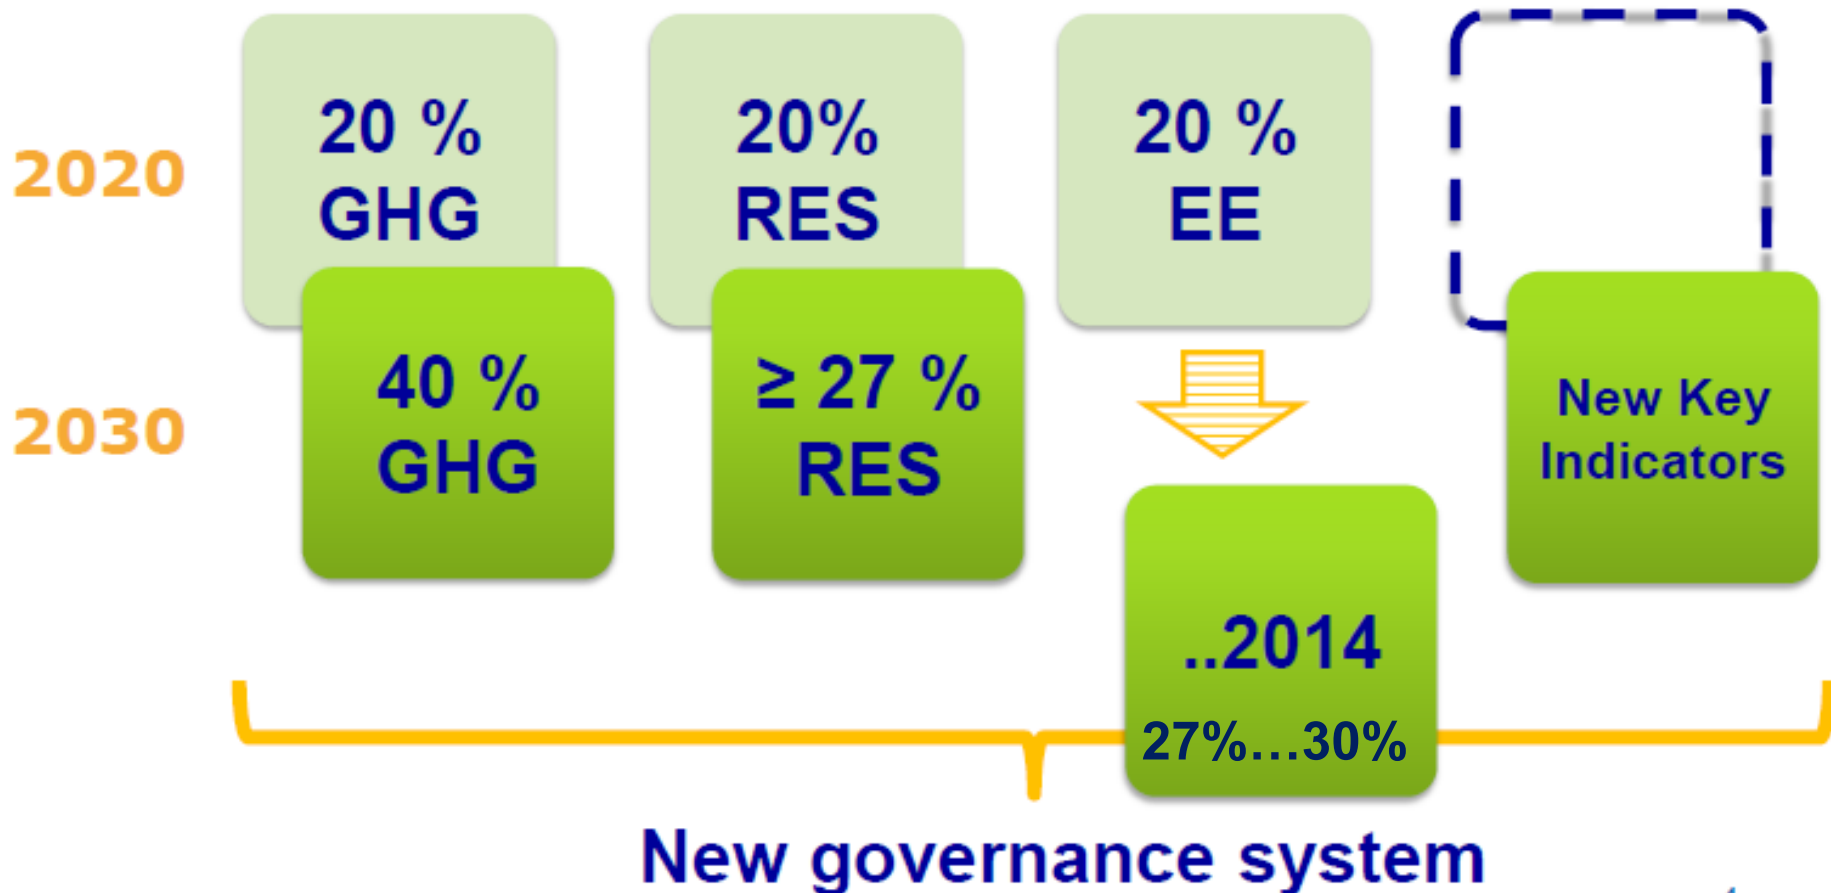 2020
20 %
GHG
20%
RES
20 %
EE
2030
40 %
GHG
≥ 27 %
RES
New Key
Indicators
..2014
27%...30%
New governance system